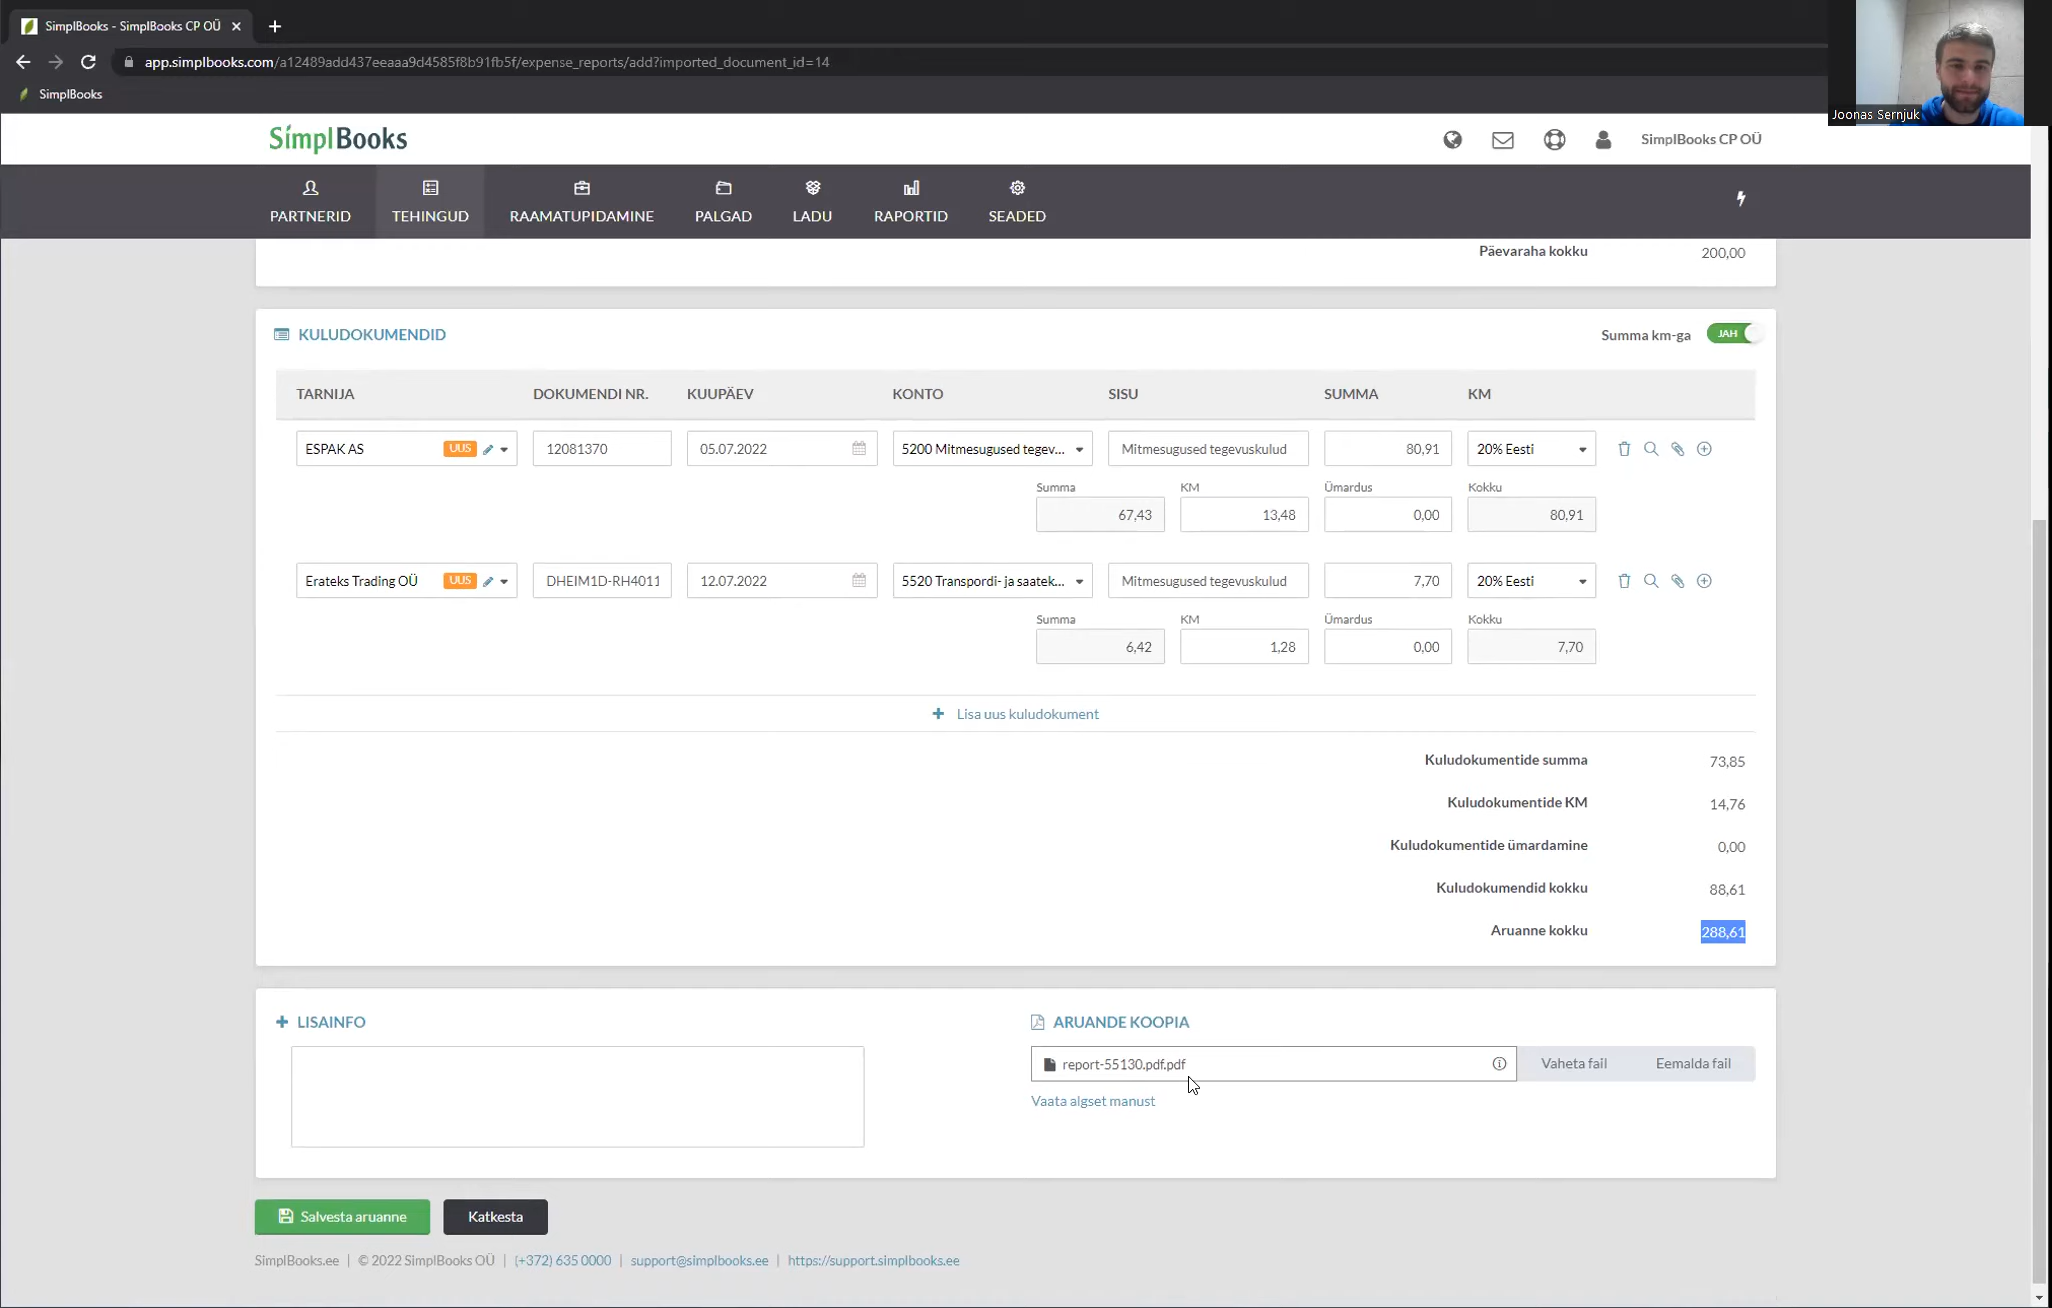 SimplBooks - SimplBooks CP OÜ
app.simplbooks.com/a12489add437eeaaa9d4585f8b91fb5f/expense_reports/add?imported_document_id=14
SimplBooks
Joonas Sernjuk
SimplBooks
SimplBooks CP OÜ
PARTNERID TEHINGUD RAAMATUPIDAMINE PALGAD LADU RAPORTID SEADED
Päevaraha kokku 200,00
KULUDOKUMENDID Summa km-ga JAH
TARNIJA DOKUMENDI NR. KUUPÄEV KONTO SISU SUMMA KM
ESPAK AS UUS 12081370 05.07.2022 5200 Mitmesugused tegev... Mitmesugused tegevuskulud 80,91 20% Eesti
Summa KM Ümardus Kokku
67,43 13,48 0,00 80,91
Erateks Trading OÜ UUS DHEIM1D-RH4011 12.07.2022 5520 Transpordi- ja saatek... Mitmesugused tegevuskulud 7,70 20% Eesti
Summa KM Ümardus Kokku
6,42 1,28 0,00 7,70
Lisa uus kuludokument
Kuludokumentide summa 73,85
Kuludokumentide KM 14,76
Kuludokumentide ümardamine 0,00
Kuludokumendid kokku 88,61
Aruanne kokku 288,61
LISAINFO
ARUANDE KOOPIA
report-55130.pdf.pdf Vaheta fail Eemalda fail
Vaata algset manust
Salvesta aruanne Katkesta
SimplBooks.ee | © 2022 SimplBooks OÜ | (+372) 635 0000 | support@simplbooks.ee | https://support.simplbooks.ee